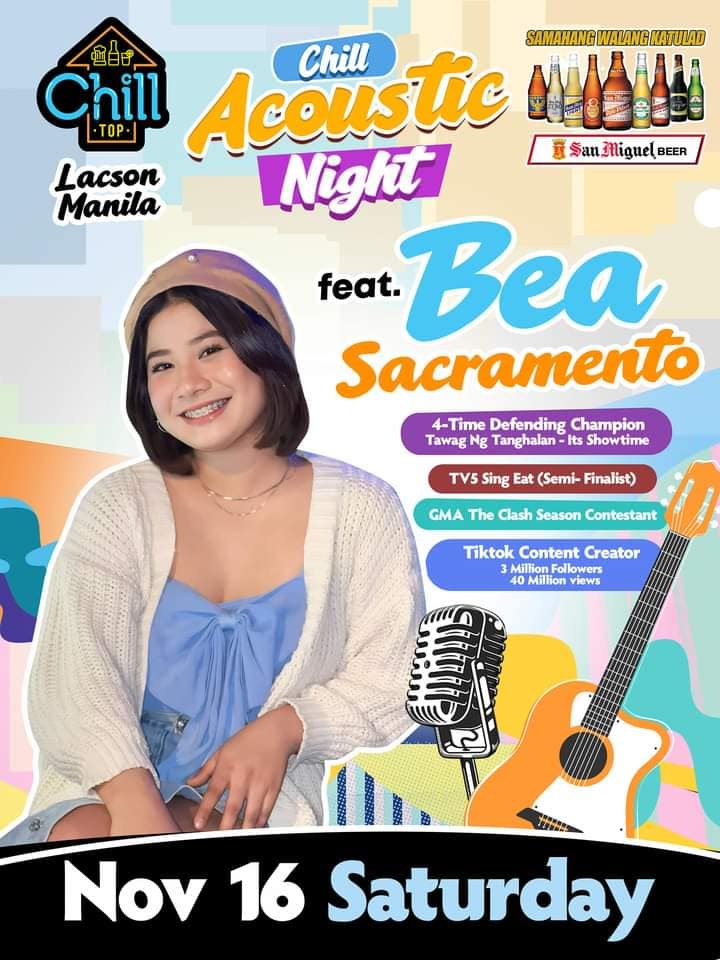 Chill
TOP
Lacson
Manila
Chill
Acoustic
Night
SAMAHANG WALANG KATULAD
San Miguel BEER
feat. Bea
Sacramento
4-Time Defending Champion
Tawag Ng Tanghalan - Its Showtime
TV5 Sing Eat (Semi- Finalist)
GMA The Clash Season Contestant
Tiktok Content Creator
3 Million Followers
40 Million views
Nov 16 Saturday